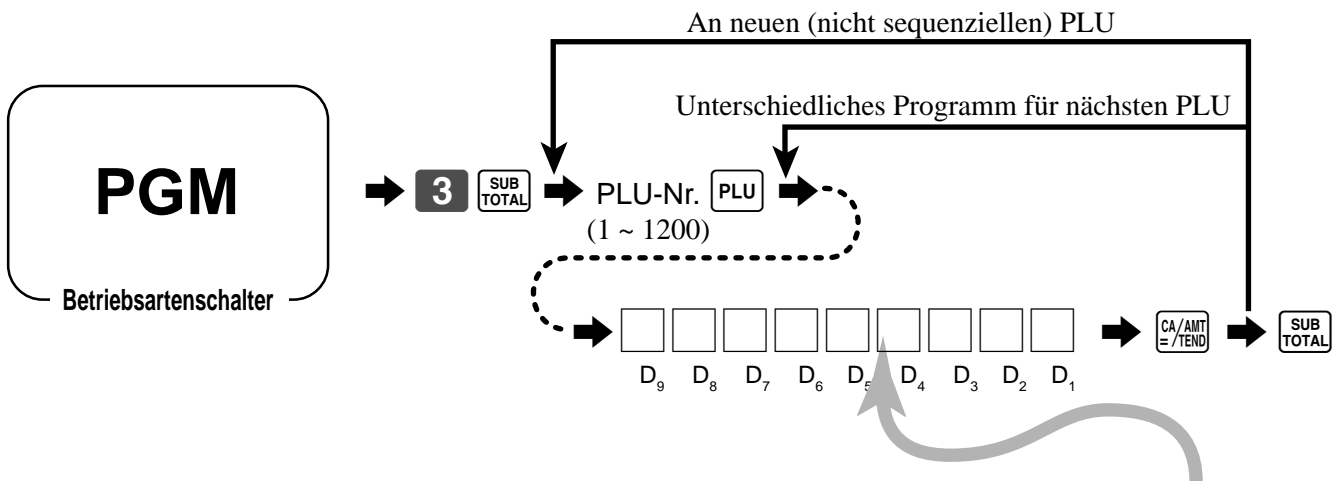 An neuen (nicht sequenziellen) PLU
Unterschiedliches Programm für nächsten PLU
PGM
Betriebsartenschalter
3 SUB TOTAL PLU-Nr. PLU
(1 ~ 1200)
CA/AMT =/TEND SUB TOTAL
D9 D8 D7 D6 D5 D4 D3 D2 D1